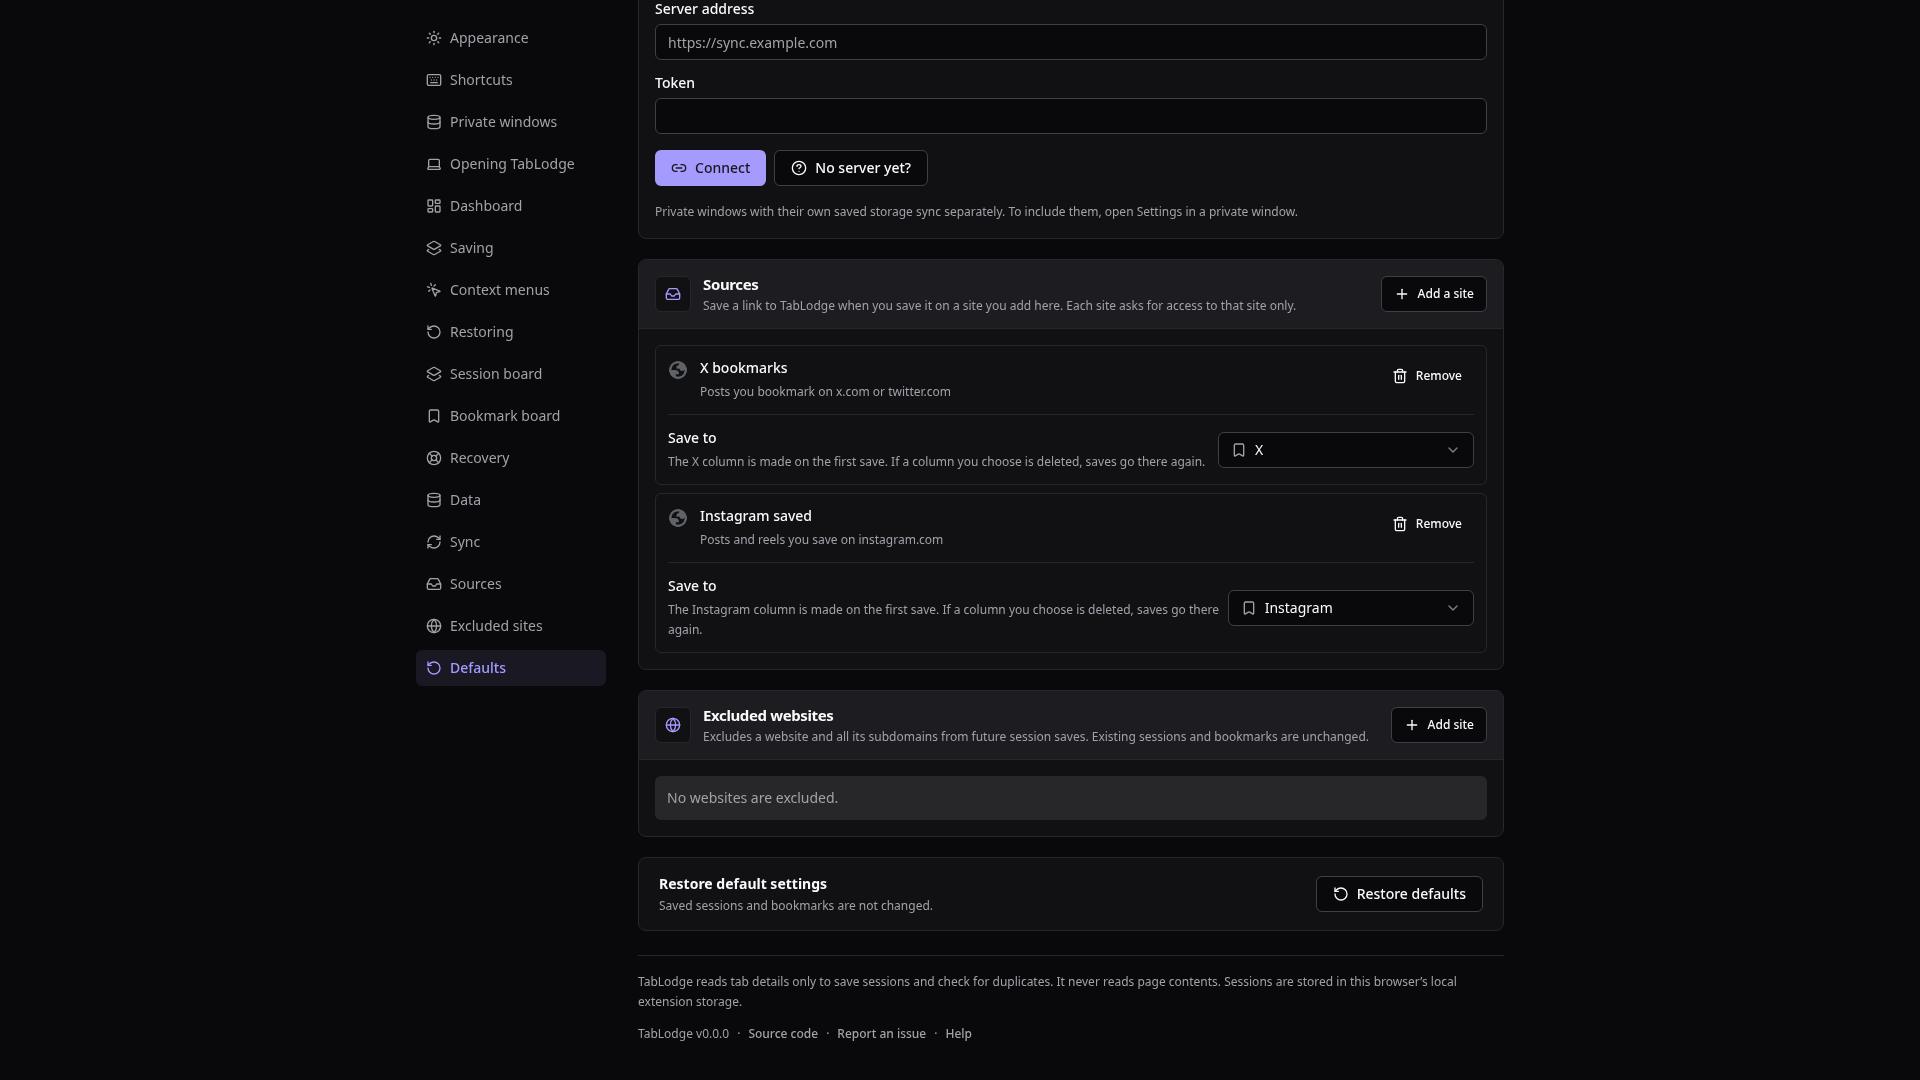 Appearance
Shortcuts
Private windows
Opening TabLodge
Dashboard
Saving
Context menus
Restoring
Session board
Bookmark board
Recovery
Data
Sync
Sources
Excluded sites
Defaults
Server address
https://sync.example.com
Token
Connect
No server yet?
Private windows with their own saved storage sync separately. To include them, open Settings in a private window.
Sources
Save a link to TabLodge when you save it on a site you add here. Each site asks for access to that site only.
Add a site
X bookmarks
Posts you bookmark on x.com or twitter.com
Remove
Save to
The X column is made on the first save. If a column you choose is deleted, saves go there again.
X
Instagram saved
Posts and reels you save on instagram.com
Remove
Save to
The Instagram column is made on the first save. If a column you choose is deleted, saves go there
again.
Instagram
Excluded websites
Excludes a website and all its subdomains from future session saves. Existing sessions and bookmarks are unchanged.
Add site
No websites are excluded.
Restore default settings
Saved sessions and bookmarks are not changed.
Restore defaults
TabLodge reads tab details only to save sessions and check for duplicates. It never reads page contents. Sessions are stored in this browser’s local
extension storage.
TabLodge v0.0.0 · Source code · Report an issue · Help